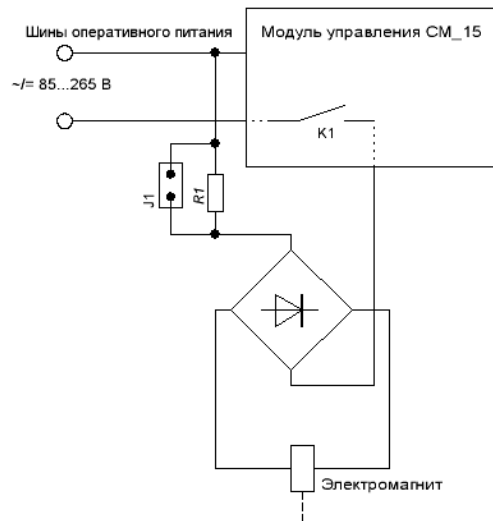 Шины оперативного питания
Модуль управления СМ_15
~/= 85...265 В
К1
J1
R1
Электромагнит